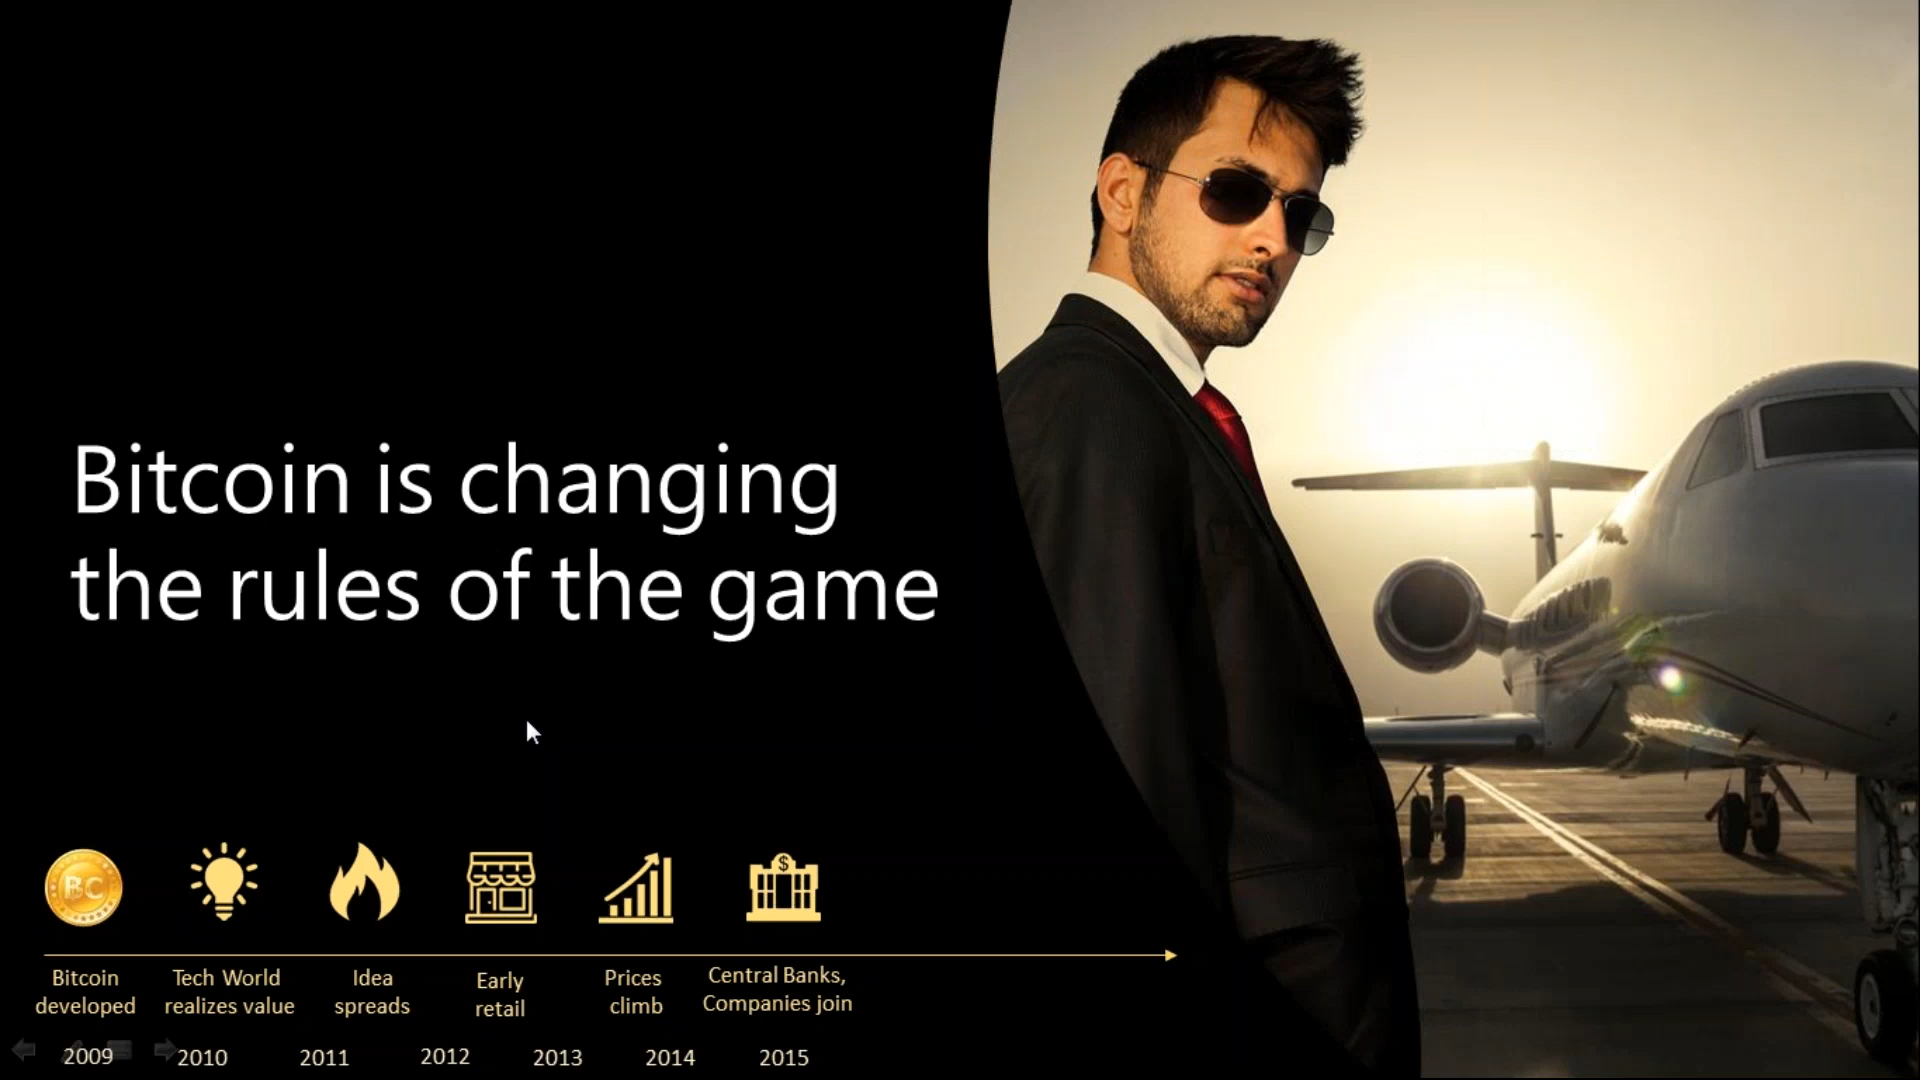 Bitcoin is changing
the rules of the game
BC
$
Bitcoin
developed
Tech World
realizes value
Idea
spreads
Early
retail
Prices
climb
Central Banks,
Companies join
2009 2010 2011 2012 2013 2014 2015